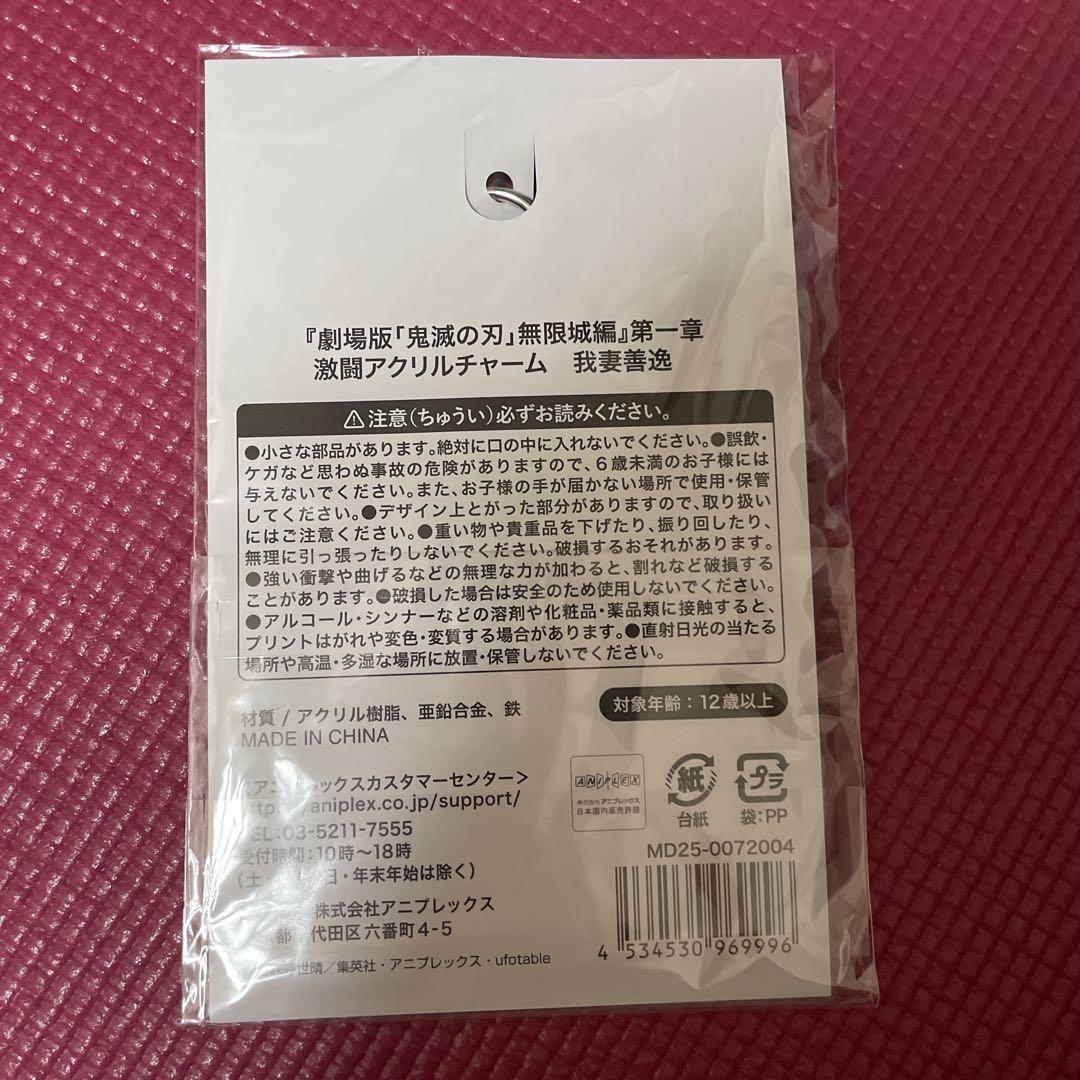 『劇場版「鬼滅の刃」無限城編』第一章
激闘アクリルチャーム 我妻善逸
注意(ちゅうい)必ずお読みください。
●小さな部品があります。絶対に口の中に入れないでください。●誤飲・
ケガなど思わぬ事故の危険がありますので、6歳未満のお子様には
与えないでください。また、お子様の手が届かない場所で使用・保管
してください。●デザイン上とがった部分がありますので、取り扱い
にはご注意ください。●重い物や貴重品を下げたり、振り回したり、
無理に引っ張ったりしないでください。破損するおそれがあります。
●強い衝撃や曲げるなどの無理な力が加わると、割れなど破損する
ことがあります。●破損した場合は安全のため使用しないでください。
●アルコール・シンナーなどの溶剤や化粧品・薬品類に接触すると、
プリントはがれや変色・変質する場合があります。●直射日光の当たる
場所や高温・多湿な場所に放置・保管しないでください。
対象年齢:12歳以上
材質 / アクリル樹脂、亜鉛合金、鉄
MADE IN CHINA
<アニプレックスカスタマーセンター>
aniplex.co.jp/support/
TEL:03-5211-7555
受付時間:10時〜18時
(土・日・年末年始は除く)
株式会社アニプレックス
代田区六番町4-5
世晴/集英社・アニプレックス・ufotable
ANIPLEX
株式会社アニプレックス
日本国内販売許諾
紙
台紙
プラ
袋:PP
MD25-0072004
4 534530 969996